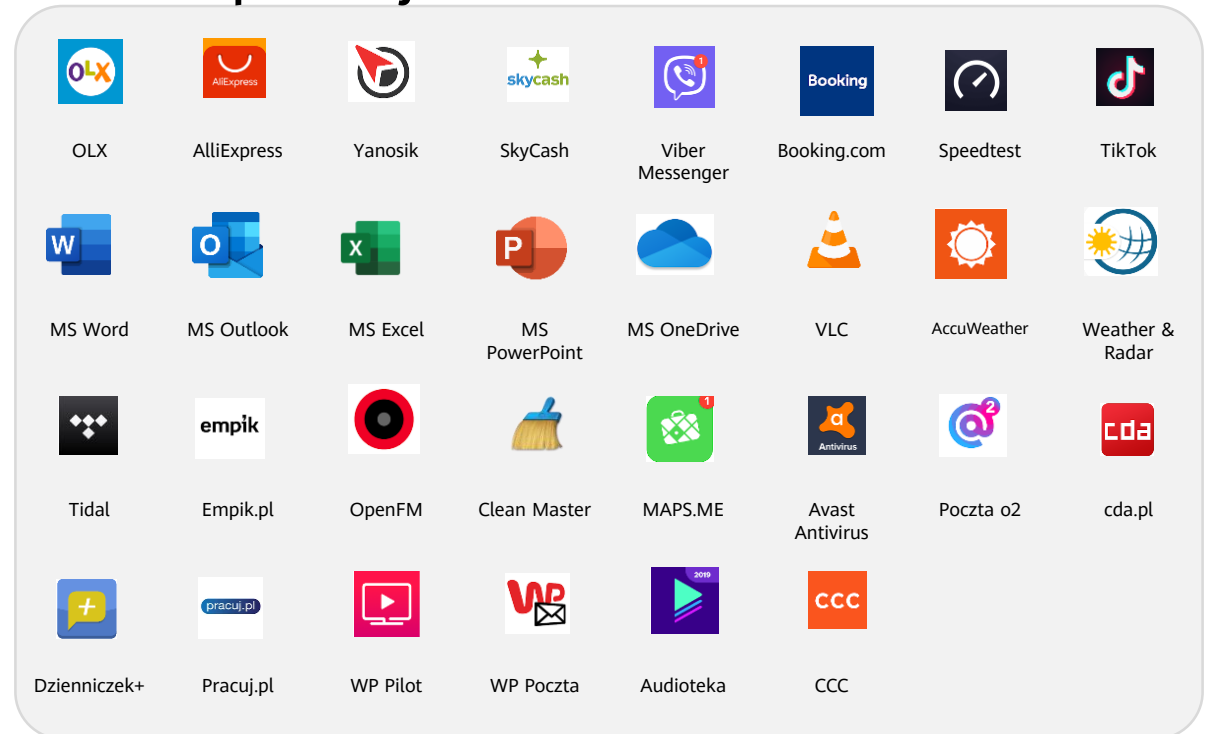 OLX
AliExpress
skycash
1
Booking
OLX
AlliExpress
Yanosik
SkyCash
Viber
Messenger
Booking.com
Speedtest
TikTok
W
O
X
P
MS Word
MS Outlook
MS Excel
MS
PowerPoint
MS OneDrive
VLC
AccuWeather
Weather &
Radar
empik
1
a
Antivirus
@2
cda
Tidal
Empik.pl
OpenFM
Clean Master
MAPS.ME
Avast
Antivirus
Poczta o2
cda.pl
+
pracuj.pl
WP
2019
CCC
Dzienniczek+
Pracuj.pl
WP Pilot
WP Poczta
Audioteka
CCC